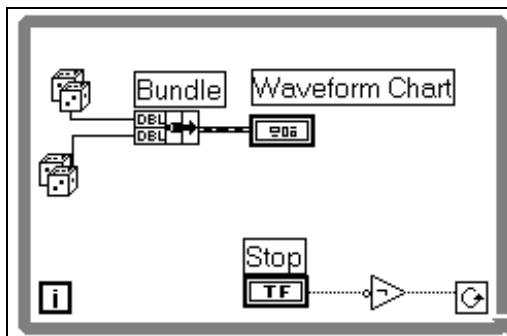 Bundle Waveform Chart
DBL
DBL
Stop
TF
i